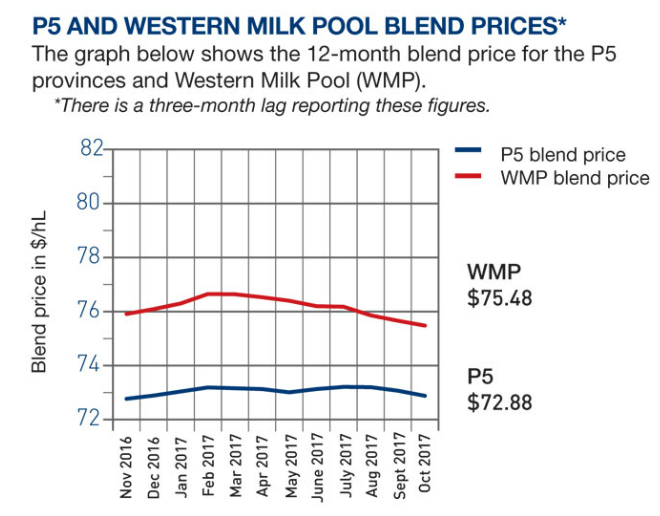 P5 AND WESTERN MILK POOL BLEND PRICES*
The graph below shows the 12-month blend price for the P5
provinces and Western Milk Pool (WMP).
*There is a three-month lag reporting these figures.
Blend price in $/hL
82
80
78
76
74
72
P5 blend price
WMP blend price
WMP
$75.48
P5
$72.88
Nov 2016
Dec 2016
Jan 2017
Feb 2017
Mar 2017
Apr 2017
May 2017
June 2017
July 2017
Aug 2017
Sept 2017
Oct 2017